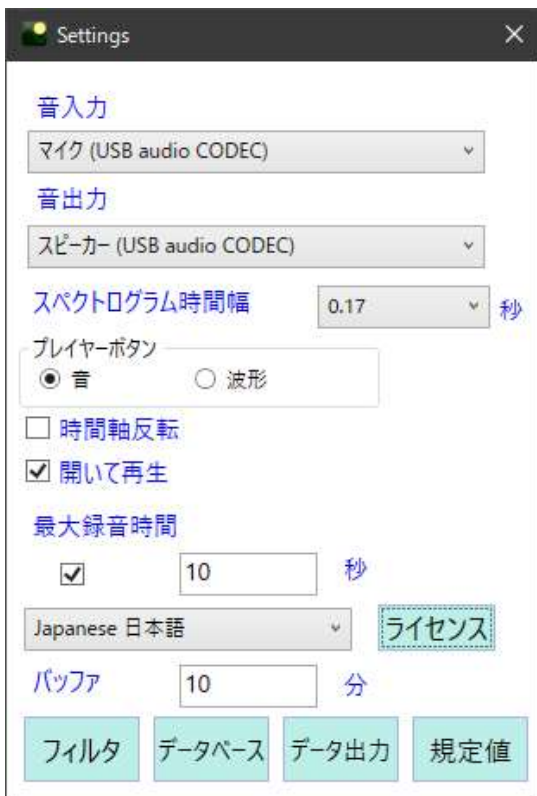 Settings
音入力
マイク (USB audio CODEC)
音出力
スピーカー (USB audio CODEC)
スペクトログラム時間幅 0.17 秒
プレイヤーボタン
音 波形
時間軸反転
開いて再生
最大録音時間
10 秒
Japanese 日本語 ライセンス
バッファ 10 分
フィルタ データベース データ出力 規定値